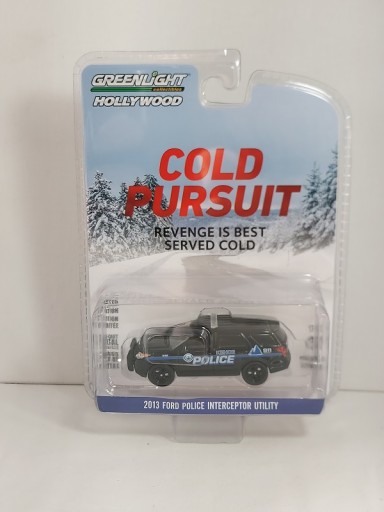 GREENLIGHT
collectibles
HOLLYWOOD
COLD
PURSUIT
REVENGE IS BEST
SERVED COLD
POLICE
2013 FORD POLICE INTERCEPTOR UTILITY